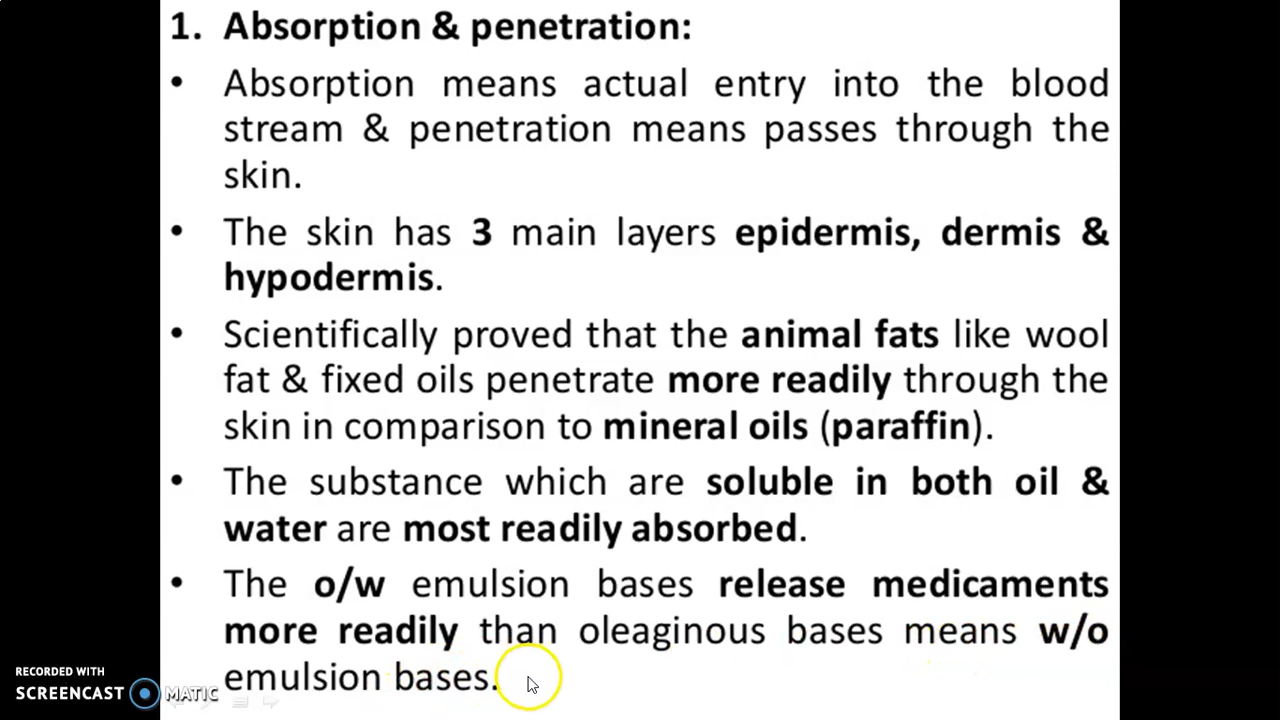 1. Absorption & penetration:
• Absorption means actual entry into the blood
stream & penetration means passes through the
skin.
• The skin has 3 main layers epidermis, dermis &
hypodermis.
• Scientifically proved that the animal fats like wool
fat & fixed oils penetrate more readily through the
skin in comparison to mineral oils (paraffin).
• The substance which are soluble in both oil &
water are most readily absorbed.
• The o/w emulsion bases release medicaments
more readily than oleaginous bases means w/o
emulsion bases.
RECORDED WITH
SCREENCAST MATIC